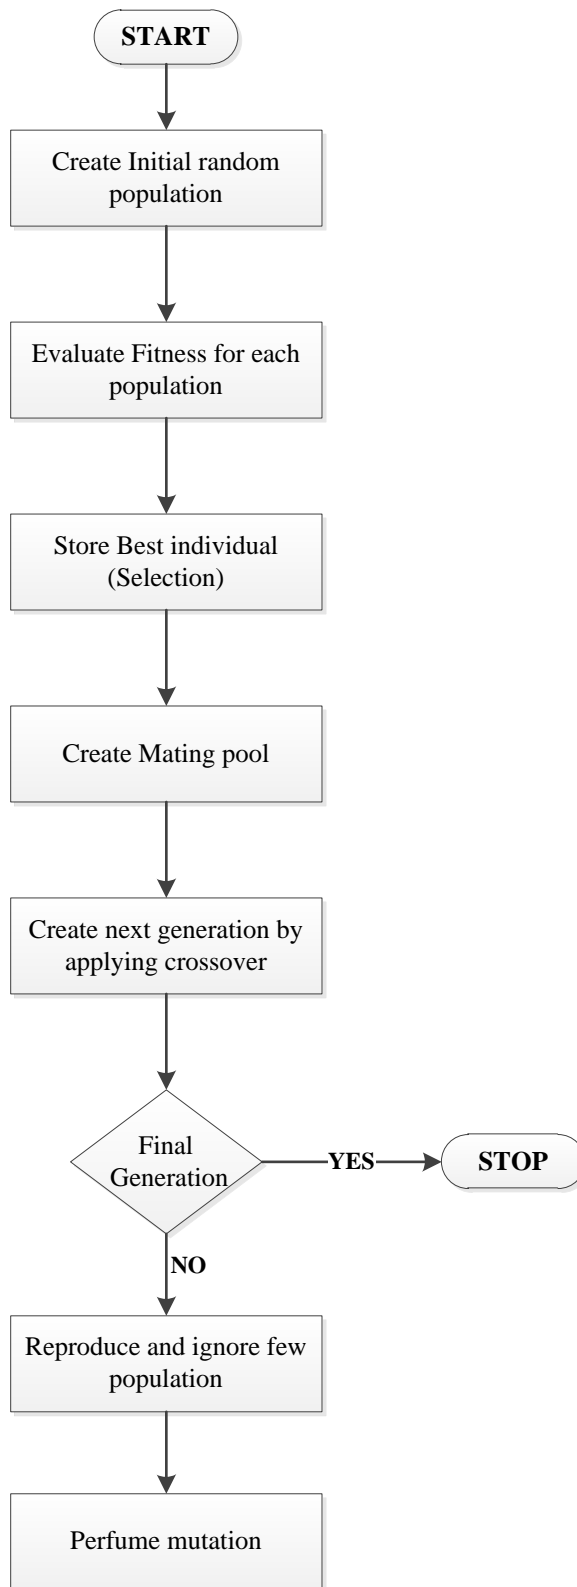 START
Create Initial random
population
Evaluate Fitness for each
population
Store Best individual
(Selection)
Create Mating pool
Create next generation by
applying crossover
Final
Generation
YES
STOP
NO
Reproduce and ignore few
population
Perfume mutation